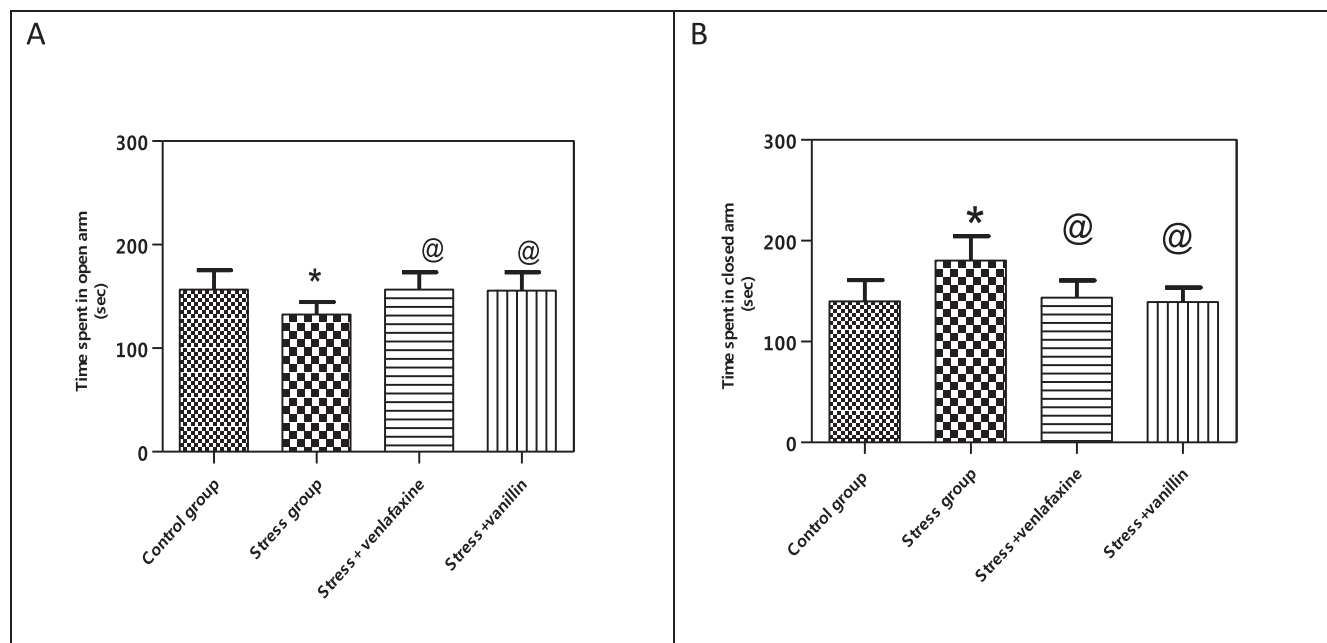 A
300
200
100
0
Time spent in open arm
(sec)
*
@
@
Control group
Stress group
Stress+ venlafaxine
Stress+vanillin
B
300
200
100
0
Time spent in closed arm
(sec)
*
@
@
Control group
Stress group
Stress+venlafaxine
Stress+vanillin